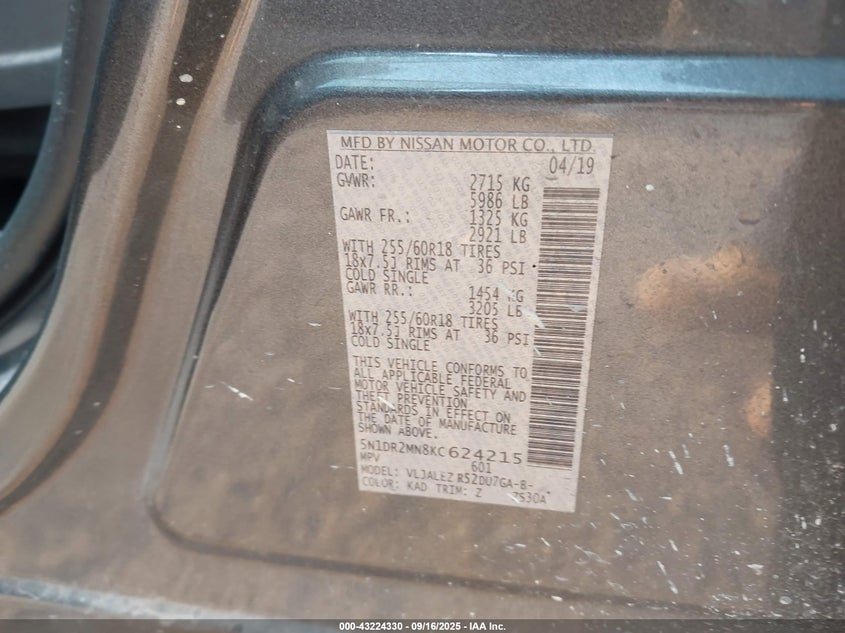 MFD BY NISSAN MOTOR CO., LTD.
DATE: 04/19
GVWR: 2715 KG
5986 LB
GAWR FR.: 1325 KG
2921 LB
WITH 255/60R18 TIRES
18x7.5J RIMS AT 36 PSI
COLD SINGLE
GAWR RR.: 1454 KG
3205 LB
WITH 255/60R18 TIRES
18x7.5J RIMS AT 36 PSI
COLD SINGLE
THIS VEHICLE CONFORMS TO
ALL APPLICABLE FEDERAL
MOTOR VEHICLE SAFETY AND
THEFT PREVENTION
STANDARDS IN EFFECT ON
THE DATE OF MANUFACTURE
SHOWN ABOVE.
5N1DR2MN8KC624215
MPV 601
MODEL: VLJALEZ R52DU7GA-B-
COLOR: KAD TRIM: Z
000-43224330 - 09/16/2025 - IAA Inc.